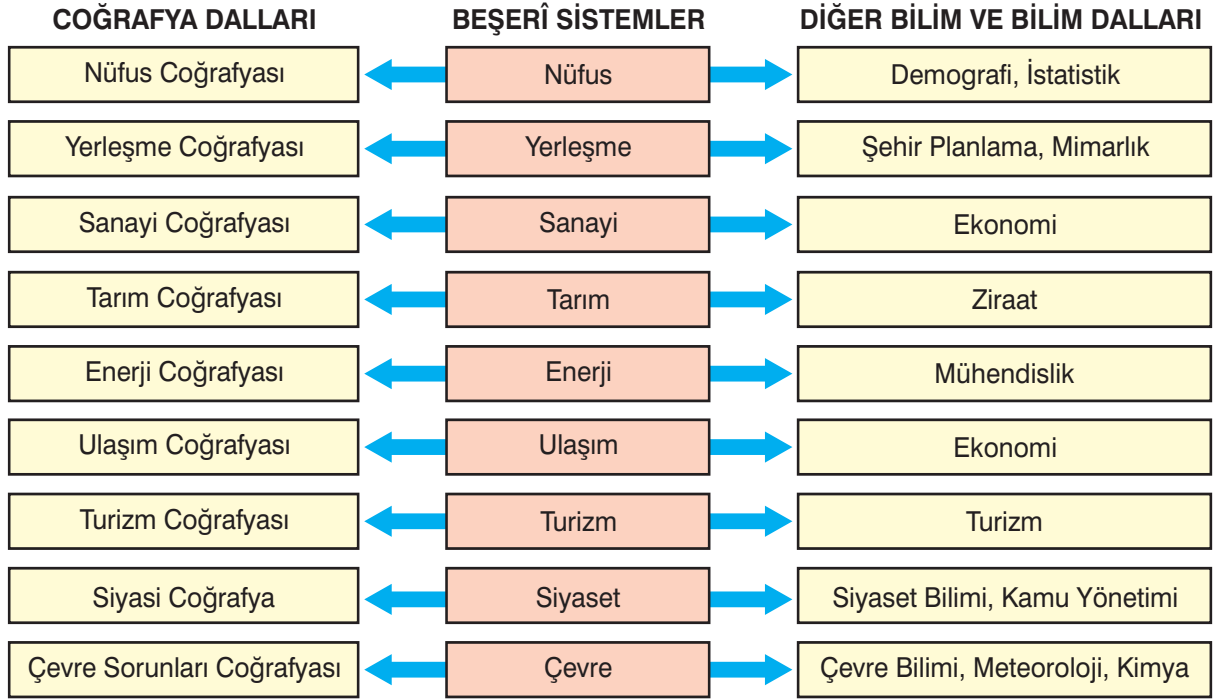 COĞRAFYA DALLARI BEŞERÎ SİSTEMLER DİĞER BİLİM VE BİLİM DALLARI
Nüfus Coğrafyası Nüfus Demografi, İstatistik
Yerleşme Coğrafyası Yerleşme Şehir Planlama, Mimarlık
Sanayi Coğrafyası Sanayi Ekonomi
Tarım Coğrafyası Tarım Ziraat
Enerji Coğrafyası Enerji Mühendislik
Ulaşım Coğrafyası Ulaşım Ekonomi
Turizm Coğrafyası Turizm Turizm
Siyasi Coğrafya Siyaset Siyaset Bilimi, Kamu Yönetimi
Çevre Sorunları Coğrafyası Çevre Çevre Bilimi, Meteoroloji, Kimya